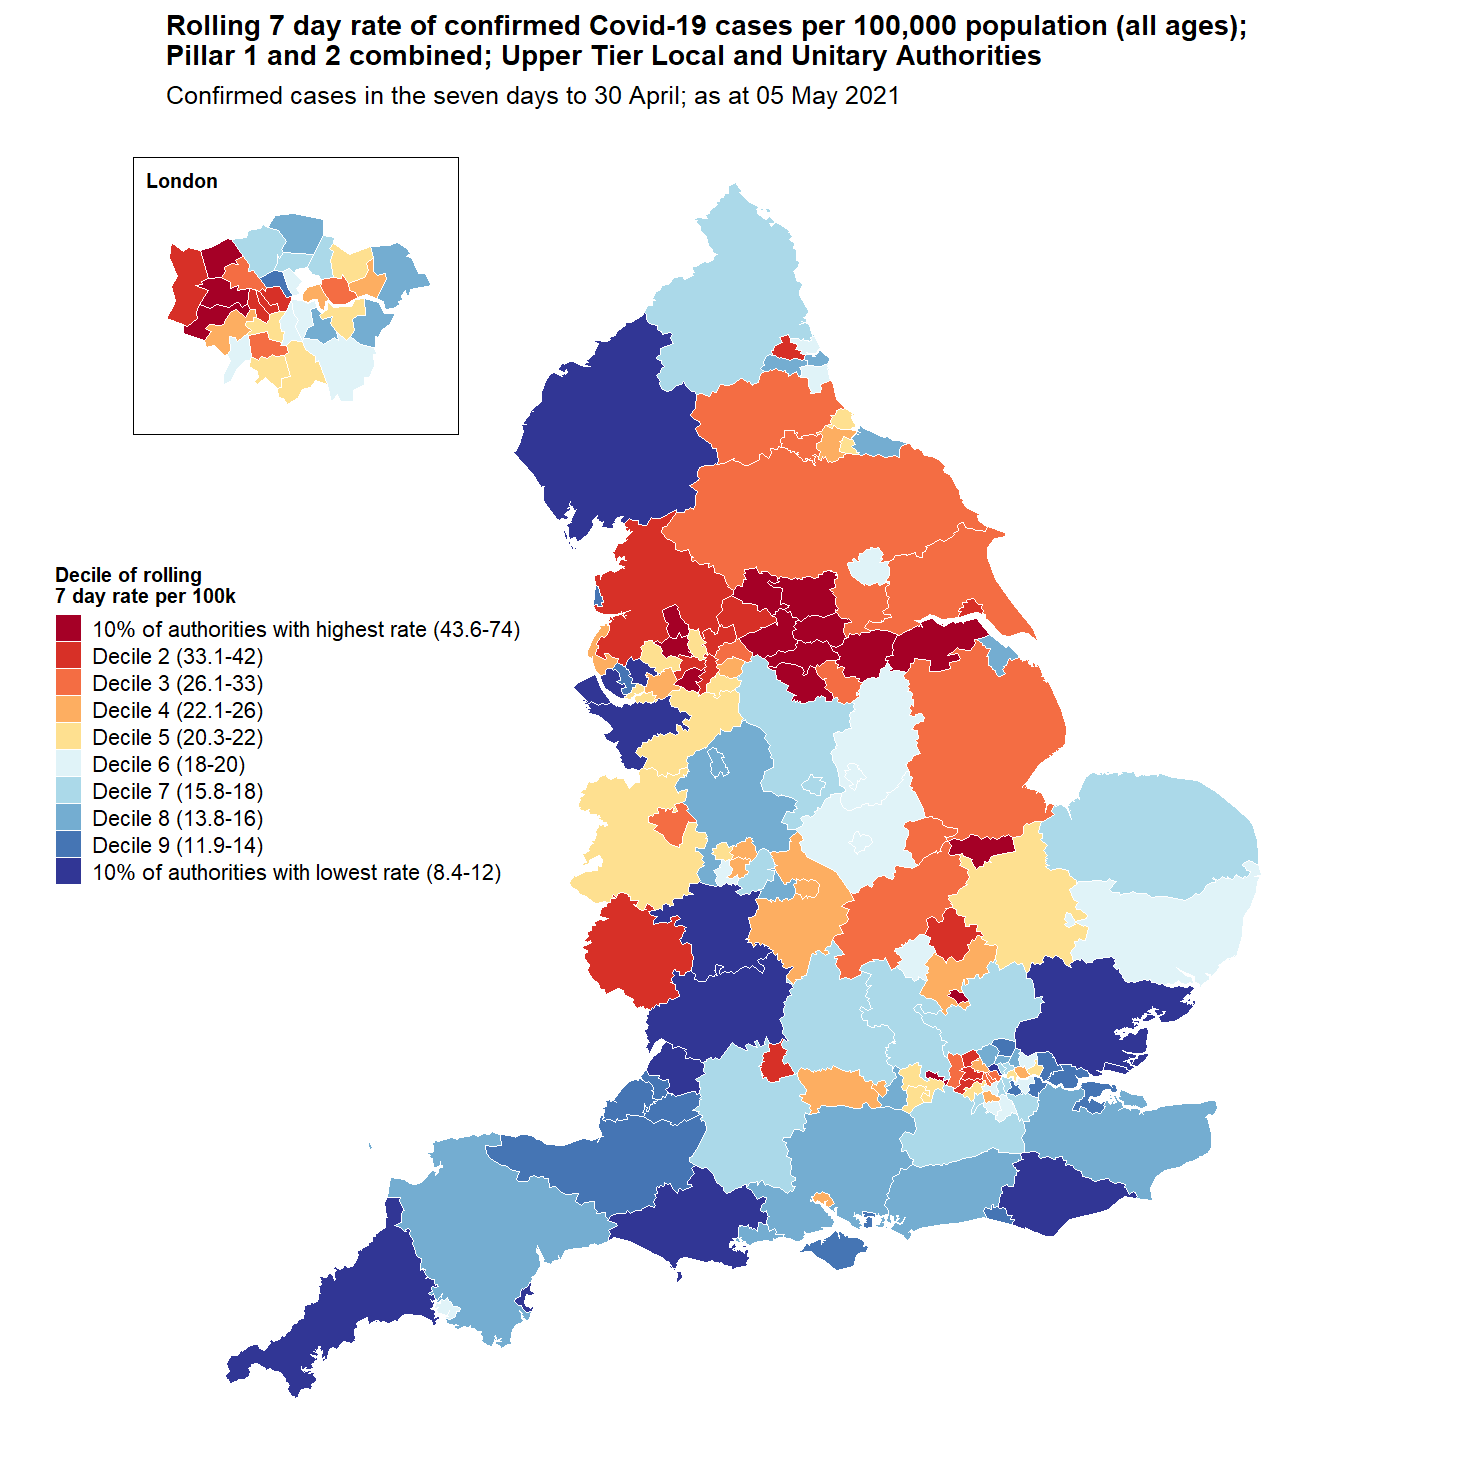 Rolling 7 day rate of confirmed Covid-19 cases per 100,000 population (all ages);
Pillar 1 and 2 combined; Upper Tier Local and Unitary Authorities
Confirmed cases in the seven days to 30 April; as at 05 May 2021
London
Decile of rolling
7 day rate per 100k
10% of authorities with highest rate (43.6-74)
Decile 2 (33.1-42)
Decile 3 (26.1-33)
Decile 4 (22.1-26)
Decile 5 (20.3-22)
Decile 6 (18-20)
Decile 7 (15.8-18)
Decile 8 (13.8-16)
Decile 9 (11.9-14)
10% of authorities with lowest rate (8.4-12)